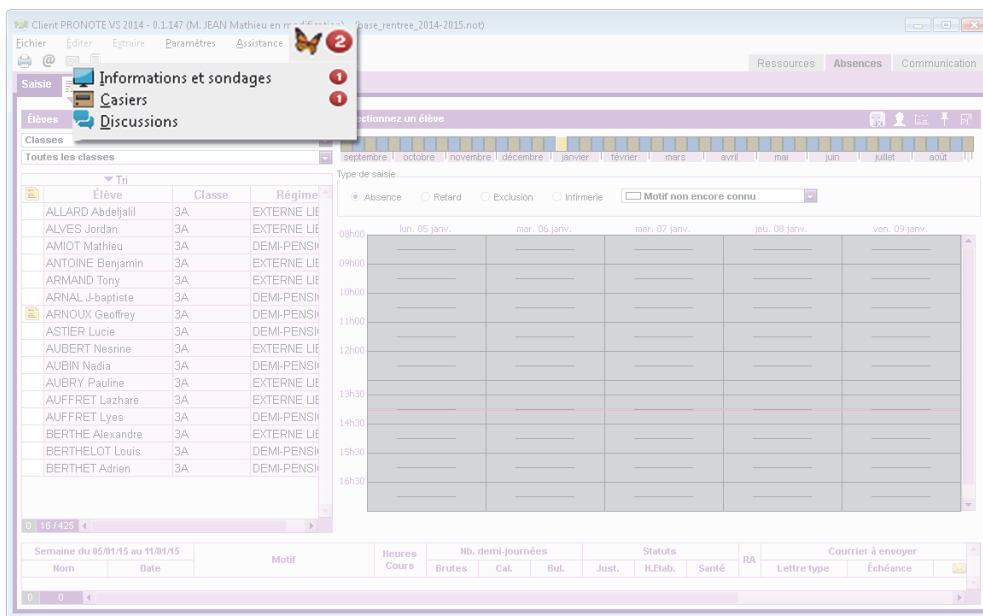 Client PRONOTE VS 2014 - 0.1.147 (M. JEAN Mathieu en modification) (base_rentree_2014-2015.not)
Fichier Éditer Extraire Paramètres Assistance 2
Ressources Absences Communication
Informations et sondages 1
Casiers 1
Discussions
Saisie
Élèves
Sélectionnez un élève
Classes
Toutes les classes
septembre octobre novembre décembre janvier février mars avril mai juin juillet août
Type de saisie
Absence Retard Exclusion Infirmerie Motif non encore connu
Tri
Élève Classe Régime
ALLARD Abdeljalil 3A EXTERNE LIE
ALVES Jordan 3A EXTERNE LIE
AMIOT Mathieu 3A DEMI-PENSI
ANTOINE Benjamin 3A EXTERNE LIE
ARMAND Tony 3A EXTERNE LIE
ARNAL J-baptiste 3A DEMI-PENSI
ARNOUX Geoffrey 3A DEMI-PENSI
ASTIER Lucie 3A DEMI-PENSI
AUBERT Nesrine 3A EXTERNE LIE
AUBIN Nadia 3A DEMI-PENSI
AUBRY Pauline 3A EXTERNE LIE
AUFFRET Lazhare 3A EXTERNE LIE
AUFFRET Lyes 3A DEMI-PENSI
BERTHE Alexandre 3A EXTERNE LIE
BERTHELOT Louis 3A DEMI-PENSI
BERTHET Adrien 3A DEMI-PENSI
0 16 / 425
lun. 05 janv. mar. 06 janv. mer. 07 janv. jeu. 08 janv. ven. 09 janv.
08h00
09h00
10h00
11h00
12h00
13h30
14h30
15h30
16h30
Semaine du 05/01/15 au 11/01/15 Motif Heures Cours Nb. demi-journées Statuts RA Courrier à envoyer
Nom Date Brutes Cal. Bul. Just. H.Etab. Santé Lettre type Échéance
0 0